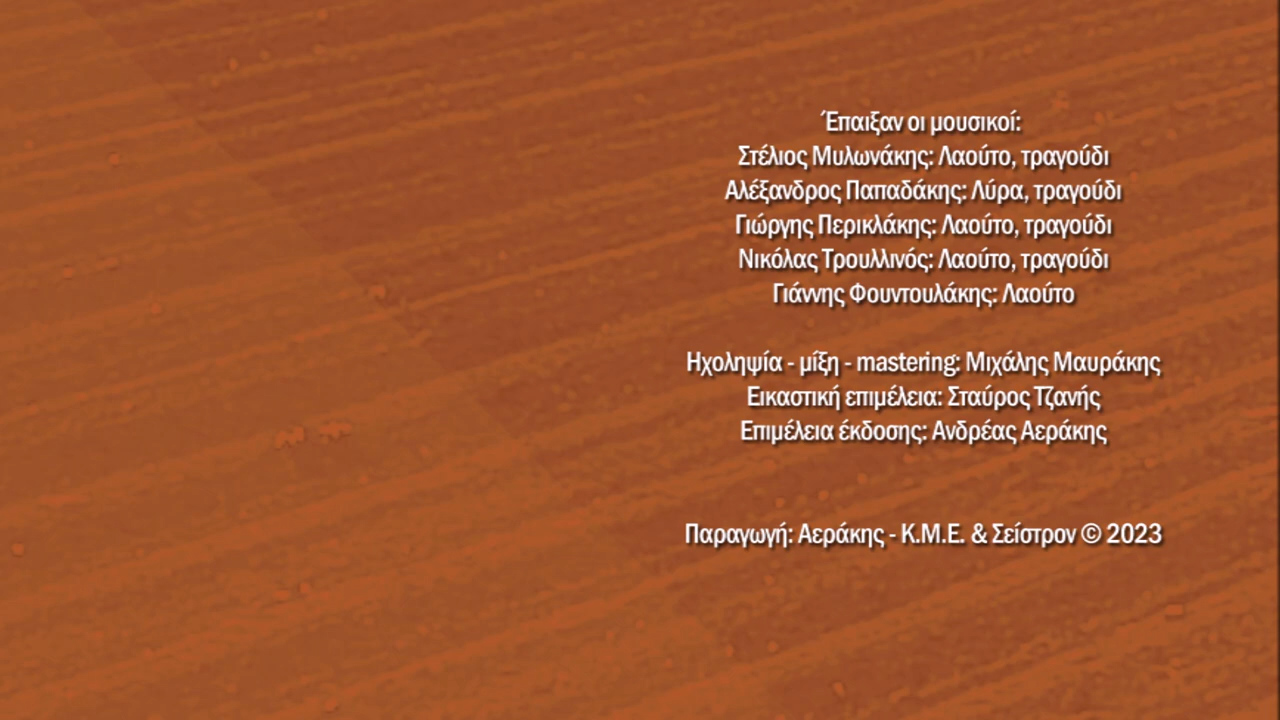 Έπαιξαν οι μουσικοί:
Στέλιος Μυλωνάκης: Λαούτο, τραγούδι
Αλέξανδρος Παπαδάκης: Λύρα, τραγούδι
Γιώργης Περικλάκης: Λαούτο, τραγούδι
Νικόλας Τρουλλινός: Λαούτο, τραγούδι
Γιάννης Φουντουλάκης: Λαούτο
Ηχοληψία - μίξη - mastering: Μιχάλης Μαυράκης
Εικαστική επιμέλεια: Σταύρος Τζανής
Επιμέλεια έκδοσης: Ανδρέας Αεράκης
Παραγωγή: Αεράκης - Κ.Μ.Ε. & Σείστρον © 2023